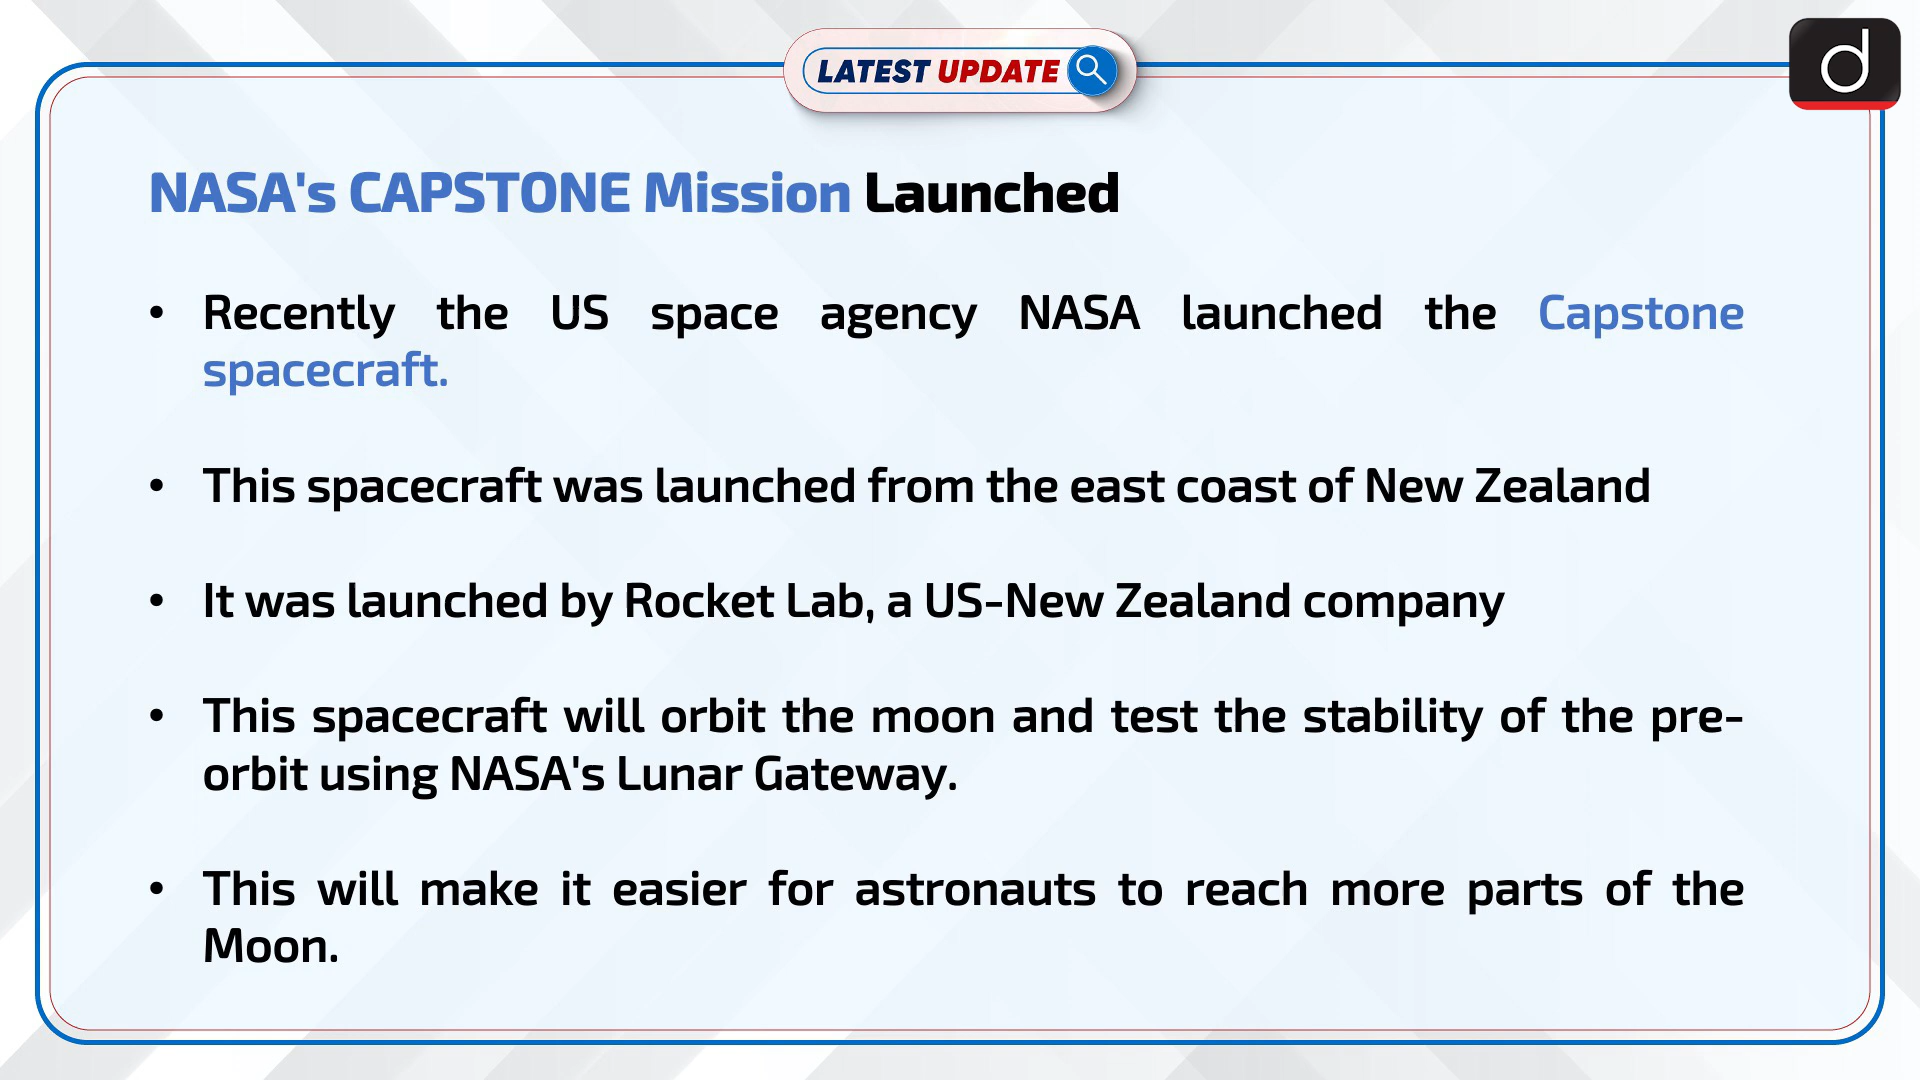 LATEST UPDATE
d
NASA's CAPSTONE Mission Launched
• Recently the US space agency NASA launched the Capstone
spacecraft.
• This spacecraft was launched from the east coast of New Zealand
• It was launched by Rocket Lab, a US-New Zealand company
• This spacecraft will orbit the moon and test the stability of the pre-
orbit using NASA's Lunar Gateway.
• This will make it easier for astronauts to reach more parts of the
Moon.